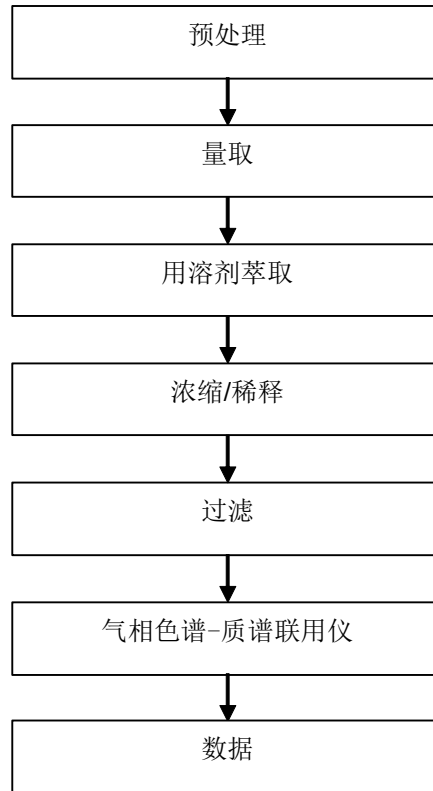 预处理
量取
用溶剂萃取
浓缩/稀释
过滤
气相色谱-质谱联用仪
数据